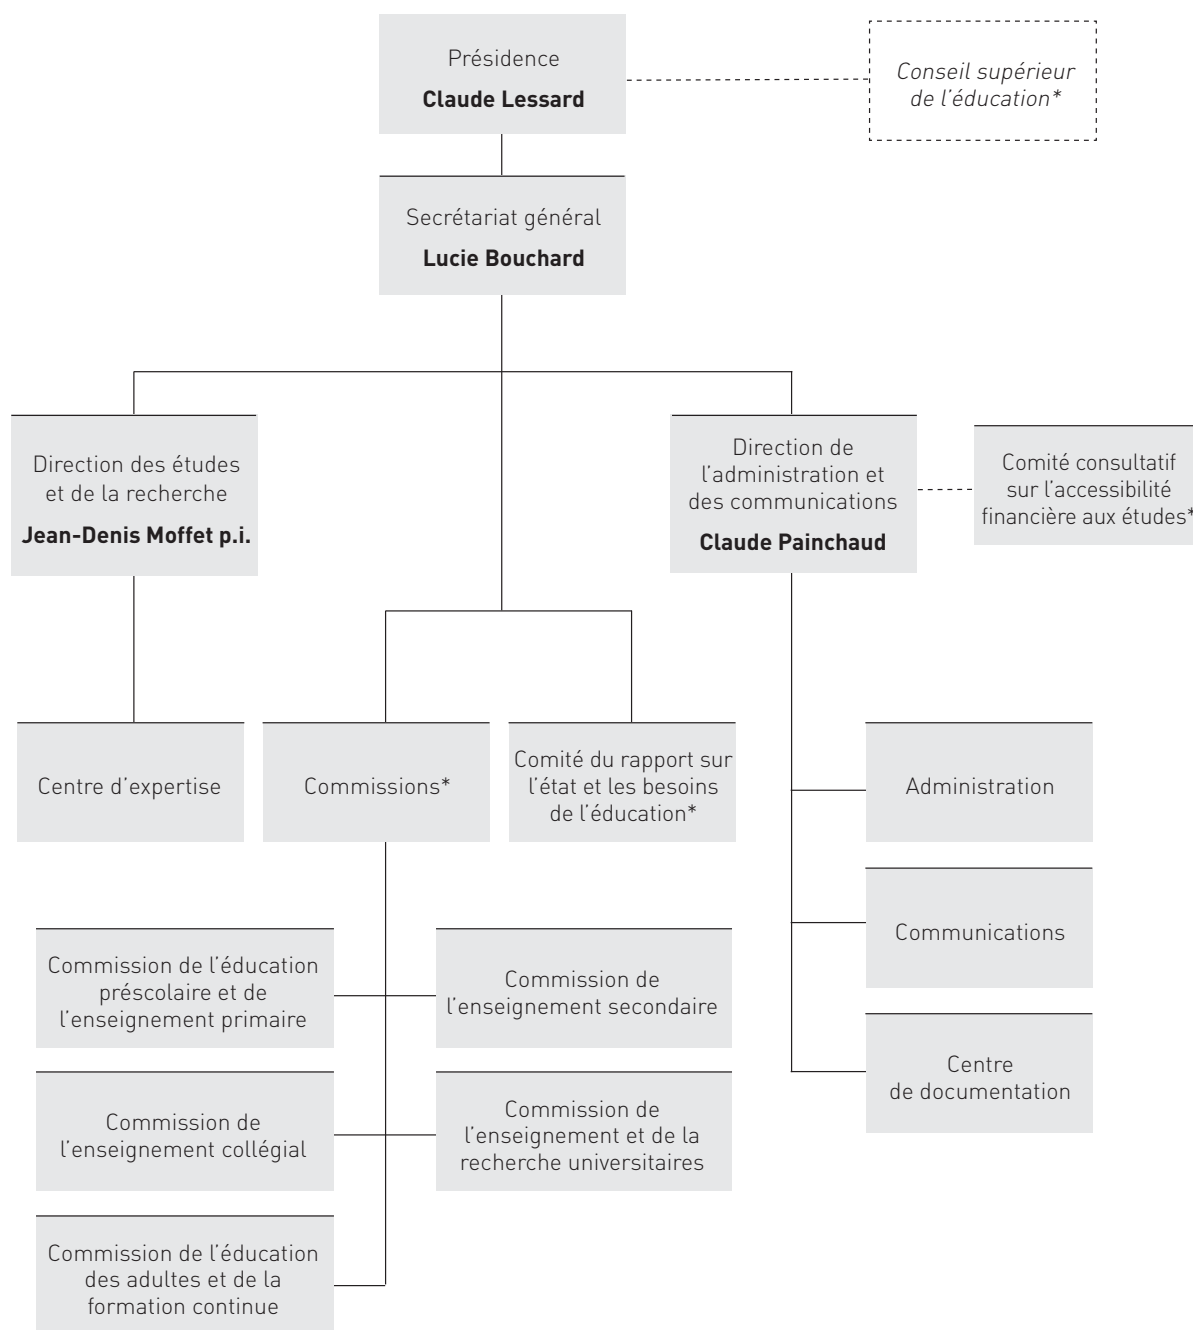 Présidence
Claude Lessard
Conseil supérieur
de l'éducation*
Secrétariat général
Lucie Bouchard
Direction des études
et de la recherche
Jean-Denis Moffet p.i.
Direction de
l'administration et
des communications
Claude Painchaud
Comité consultatif
sur l'accessibilité
financière aux études*
Centre d'expertise
Commissions*
Comité du rapport sur
l'état et les besoins
de l'éducation*
Administration
Communications
Centre
de documentation
Commission de l'éducation
préscolaire et de
l'enseignement primaire
Commission de
l'enseignement secondaire
Commission de
l'enseignement collégial
Commission de
l'enseignement et de la
recherche universitaires
Commission de l'éducation
des adultes et de la
formation continue